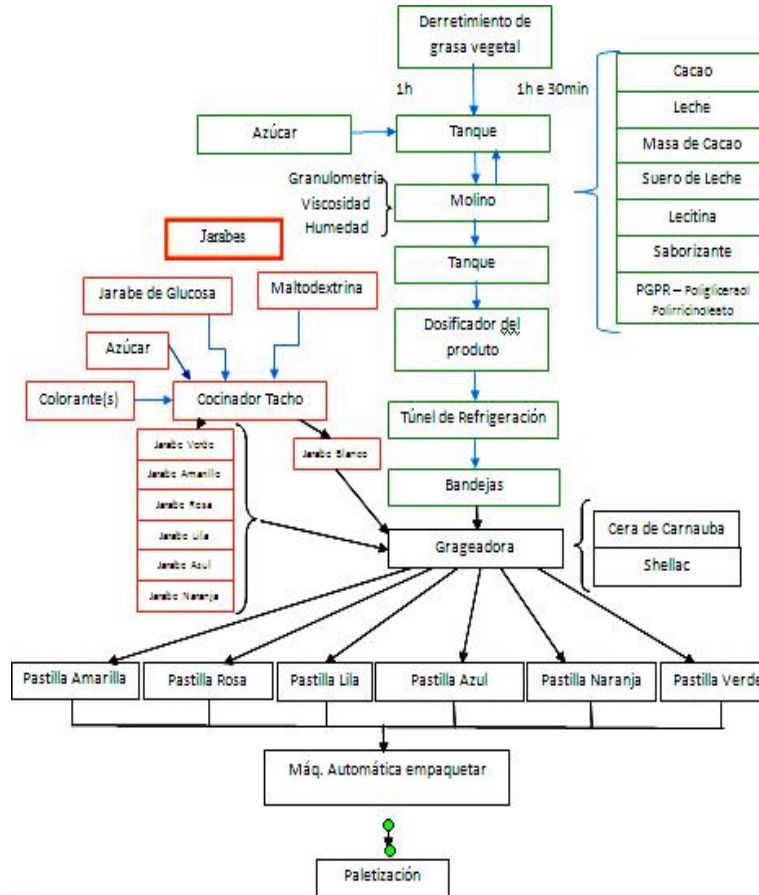 Derretimiento de
grasa vegetal
1h
1h e 30min
Azúcar
Tanque
Granulometria
Viscosidad
Humedad
Molino
Tanque
Dosificador del
produto
Túnel de Refrigeración
Bandejas
Cacao
Leche
Masa de Cacao
Suero de Leche
Lecitina
Saborizante
PGPR – Poliglicerol
Polirricinoleato
Jarabes
Jarabe de Glucosa
Maltodextrina
Azúcar
Colorante(s)
Cocinador Tacho
Jarabe Verde
Jarabe Amarillo
Jarabe Rosa
Jarabe Lila
Jarabe Azul
Jarabe Naranja
Jarabe Blanco
Grageadora
Cera de Carnauba
Shellac
Pastilla Amarilla
Pastilla Rosa
Pastilla Lila
Pastilla Azul
Pastilla Naranja
Pastilla Verde
Máq. Automática empaquetar
Paletización